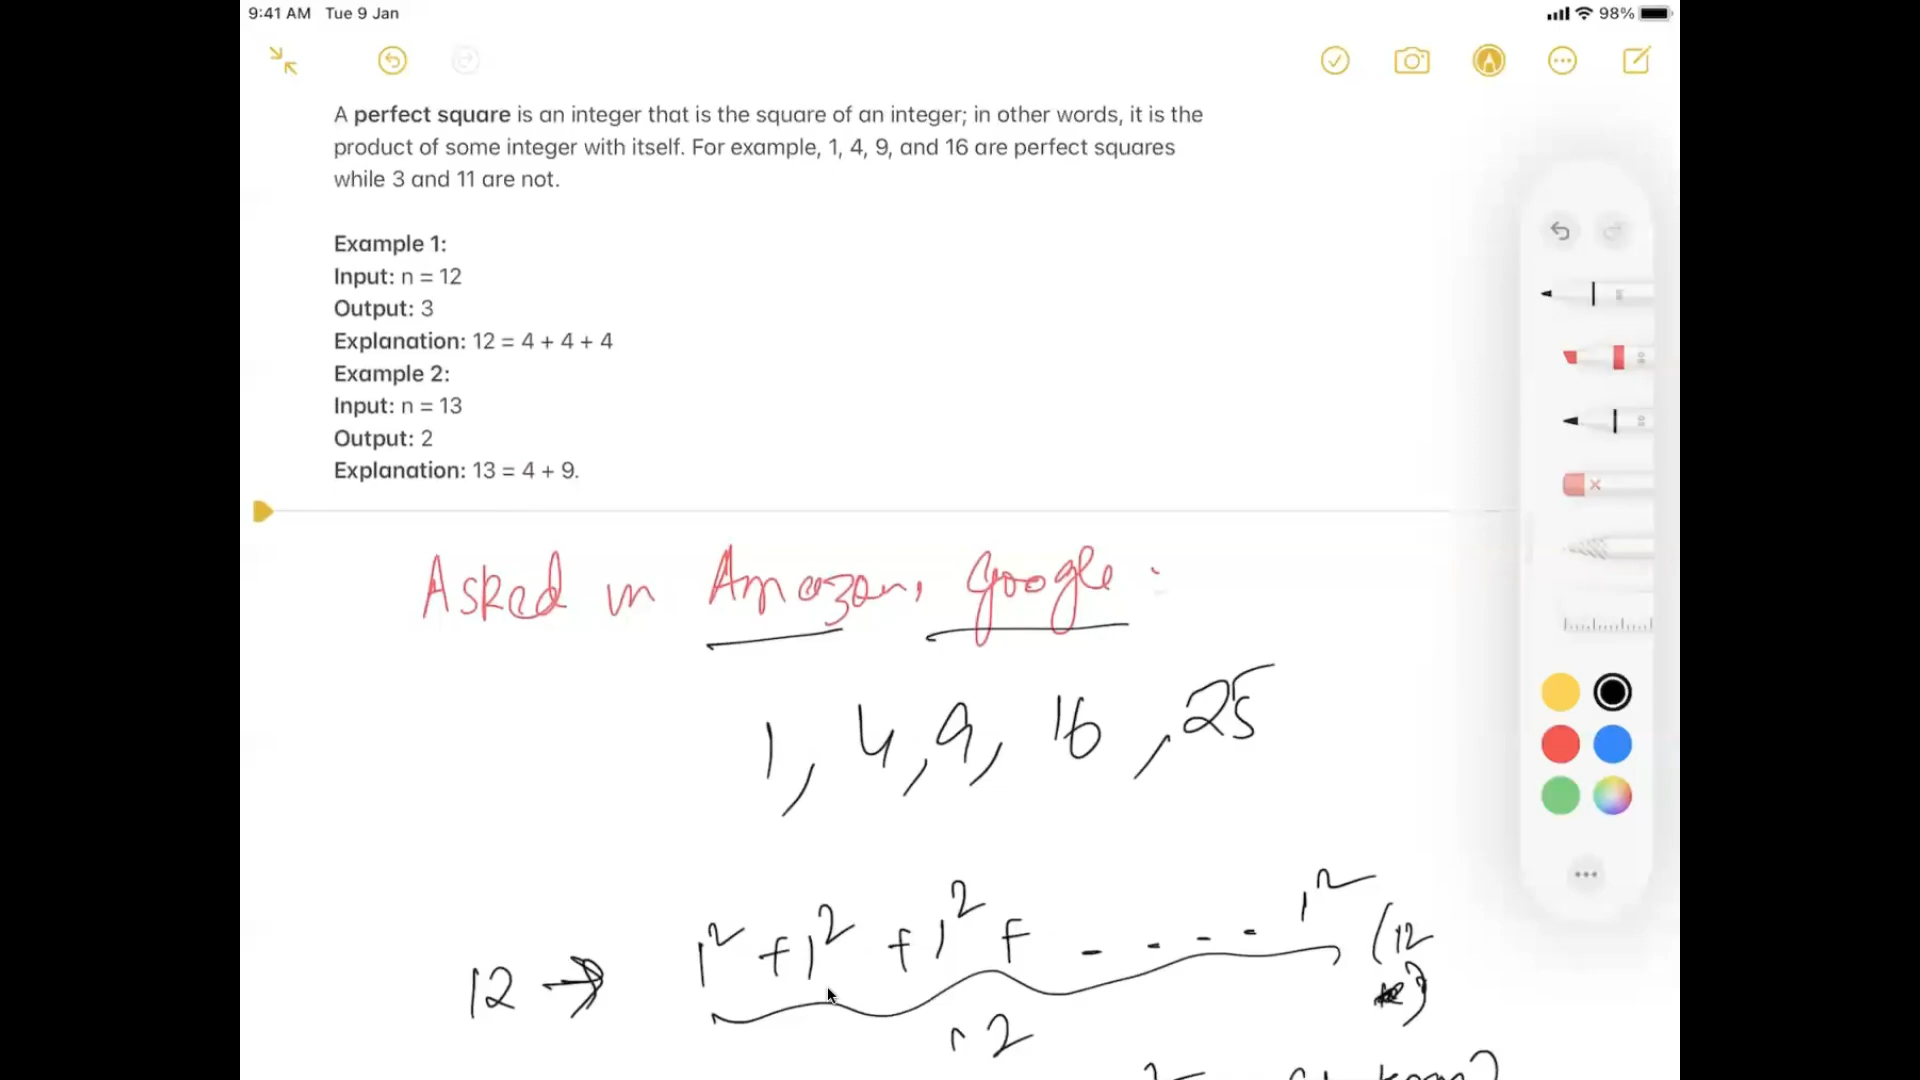 9:41 AM Tue 9 Jan 98%
A perfect square is an integer that is the square of an integer; in other words, it is the
product of some integer with itself. For example, 1, 4, 9, and 16 are perfect squares
while 3 and 11 are not.
Example 1:
Input: n = 12
Output: 3
Explanation: 12 = 4 + 4 + 4
Example 2:
Input: n = 13
Output: 2
Explanation: 13 = 4 + 9.
Asked in Amazon, Google:
1, 4, 9, 16, 25
12 → 1² + 1² + 1² + - - - - 1² (12
12